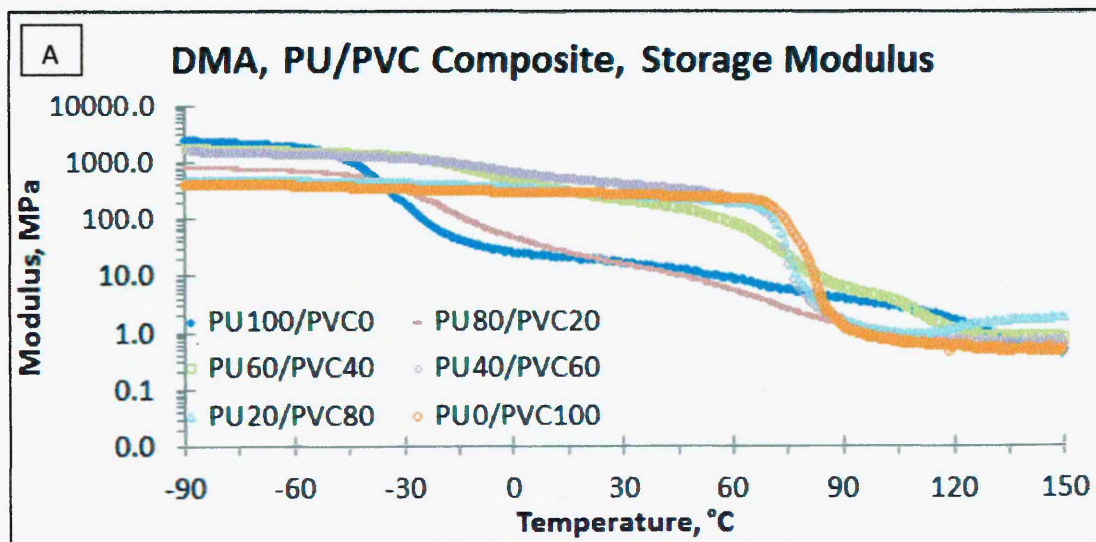 A
DMA, PU/PVC Composite, Storage Modulus
10000.0
1000.0
100.0
10.0
1.0
0.1
0.0
Modulus, MPa
PU100/PVC0 PU80/PVC20
PU60/PVC40 PU40/PVC60
PU20/PVC80 PU0/PVC100
-90 -60 -30 0 30 60 90 120 150
Temperature, °C